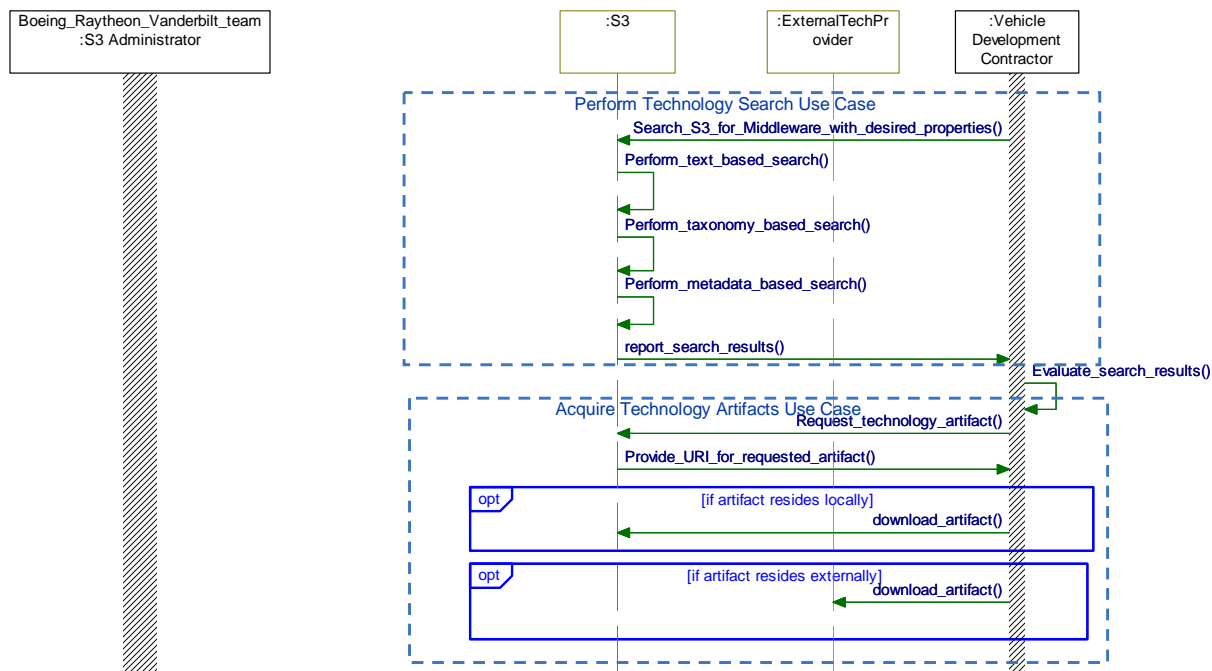 Boeing_Raytheon_Vanderbilt_team
:S3 Administrator
:S3
:ExternalTechPr
ovider
:Vehicle
Development
Contractor
Perform Technology Search Use Case
Search_S3_for_Middleware_with_desired_properties()
Perform_text_based_search()
Perform_taxonomy_based_search()
Perform_metadata_based_search()
report_search_results()
Evaluate_search_results()
Acquire Technology Artifacts Use Case
Request_technology_artifact()
Provide_URI_for_requested_artifact()
opt
[if artifact resides locally]
download_artifact()
opt
[if artifact resides externally]
download_artifact()